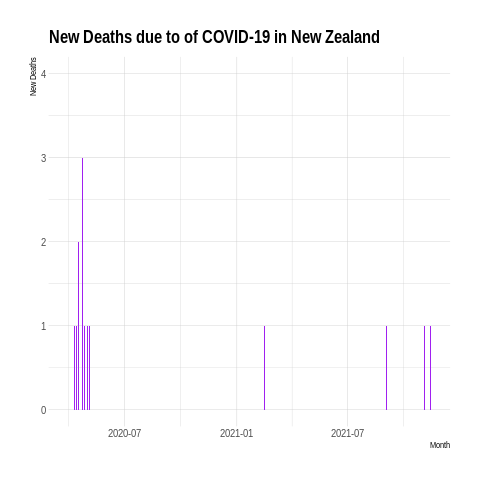 New Deaths due to of COVID-19 in New Zealand
New Deaths
4
3
2
1
0
2020-07
2021-01
2021-07
Month